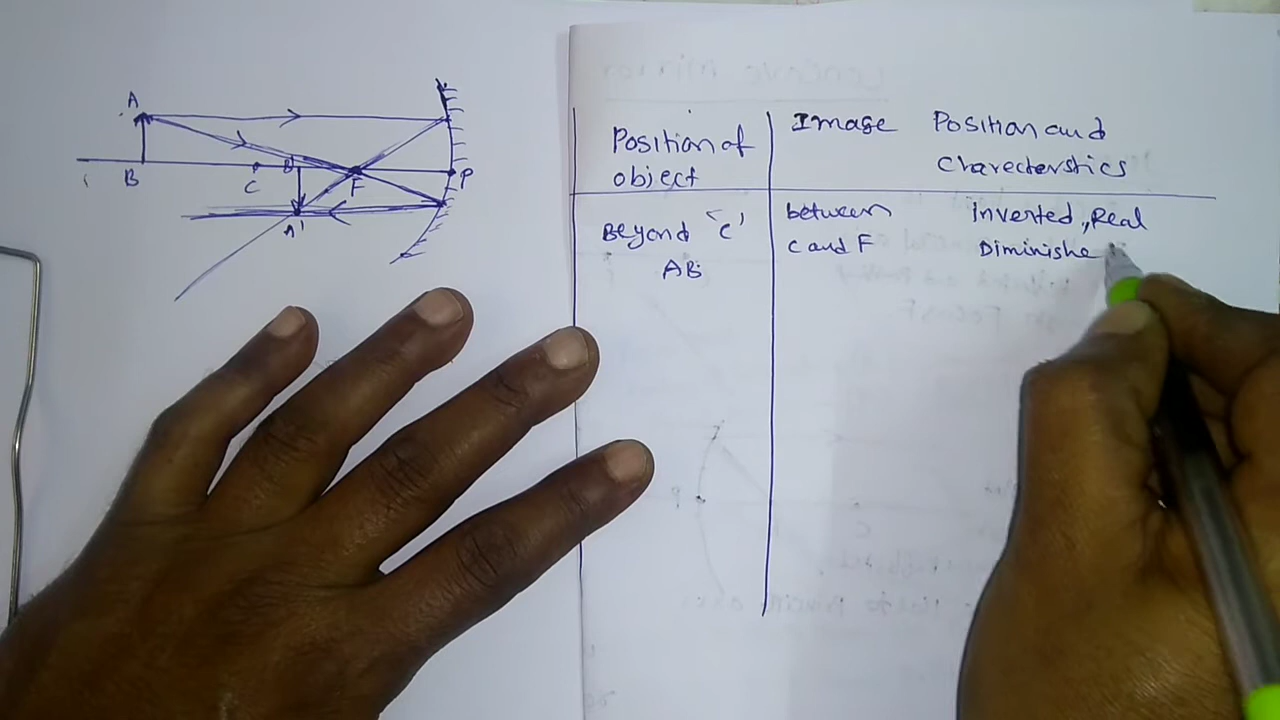 A
B
C
B'
F
P
A'
Position of
object
Image Position and
charecterstics
Beyond 'c'
AB
between
c and F
inverted, Real
Diminishe